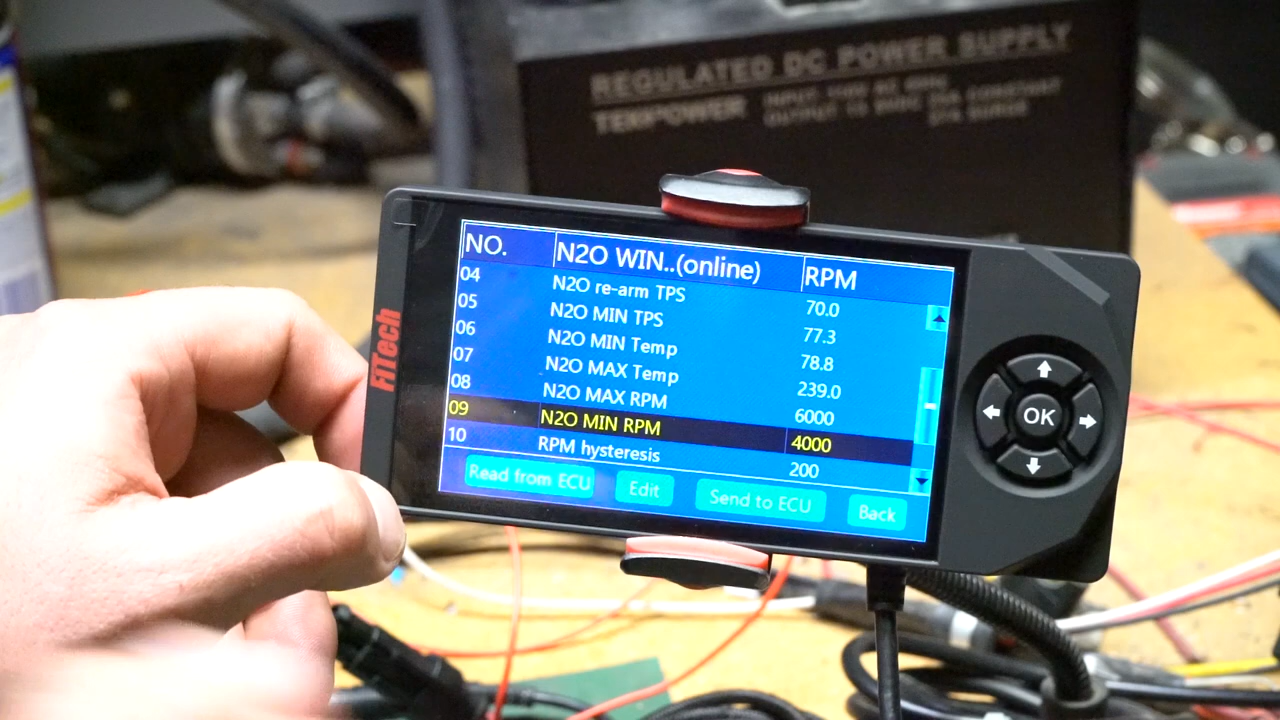 REGULATED DC POWER SUPPLY
TEKPOWER
FITech
NO. N2O WIN..(online) RPM
04 N2O re-arm TPS 70.0
05 N2O MIN TPS 77.3
06 N2O MIN Temp 78.8
07 N2O MAX Temp 239.0
08 N2O MAX RPM 6000
09 N2O MIN RPM 4000
10 RPM hysteresis 200
Read from ECU Edit Send to ECU Back
OK